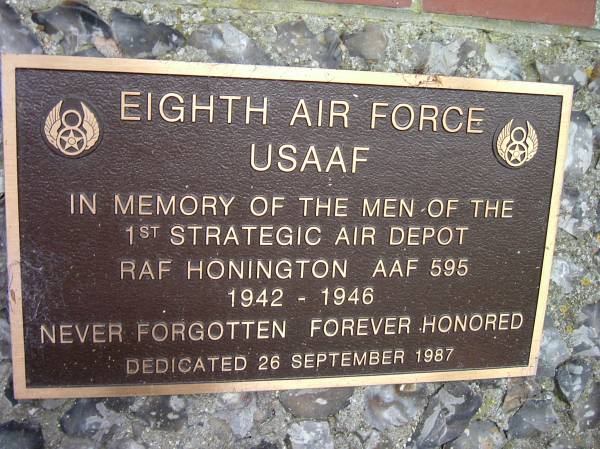 EIGHTH AIR FORCE
USAAF
IN MEMORY OF THE MEN OF THE
1ST STRATEGIC AIR DEPOT
RAF HONINGTON AAF 595
1942 - 1946
NEVER FORGOTTEN FOREVER HONORED
DEDICATED 26 SEPTEMBER 1987